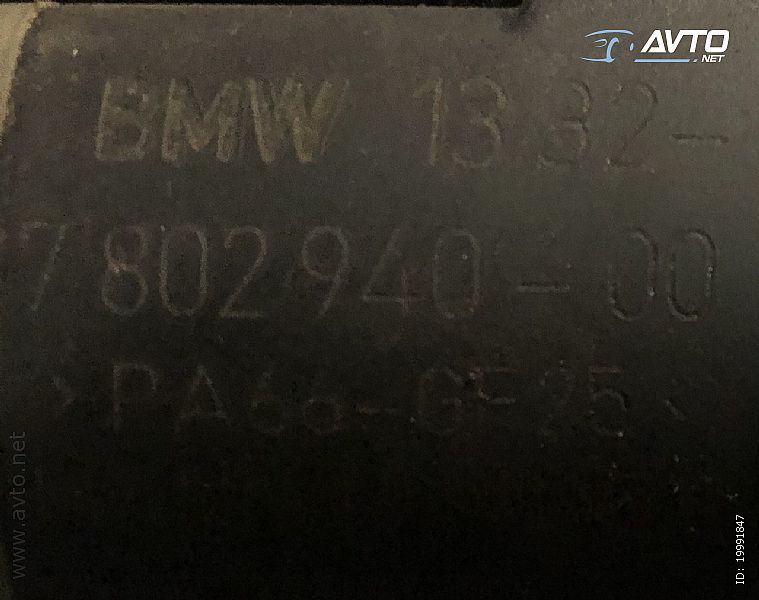 AVTO
.NET
BMW 13.32-
7 802 940-00
>PA66-GF25<
www.avto.net
ID: 19991847